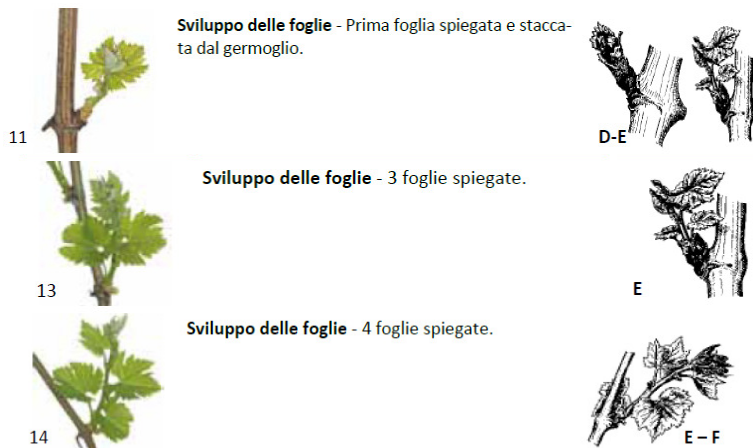 Sviluppo delle foglie - Prima foglia spiegata e stacca-
ta dal germoglio.
11
D-E
Sviluppo delle foglie - 3 foglie spiegate.
13
E
Sviluppo delle foglie - 4 foglie spiegate.
14
E – F